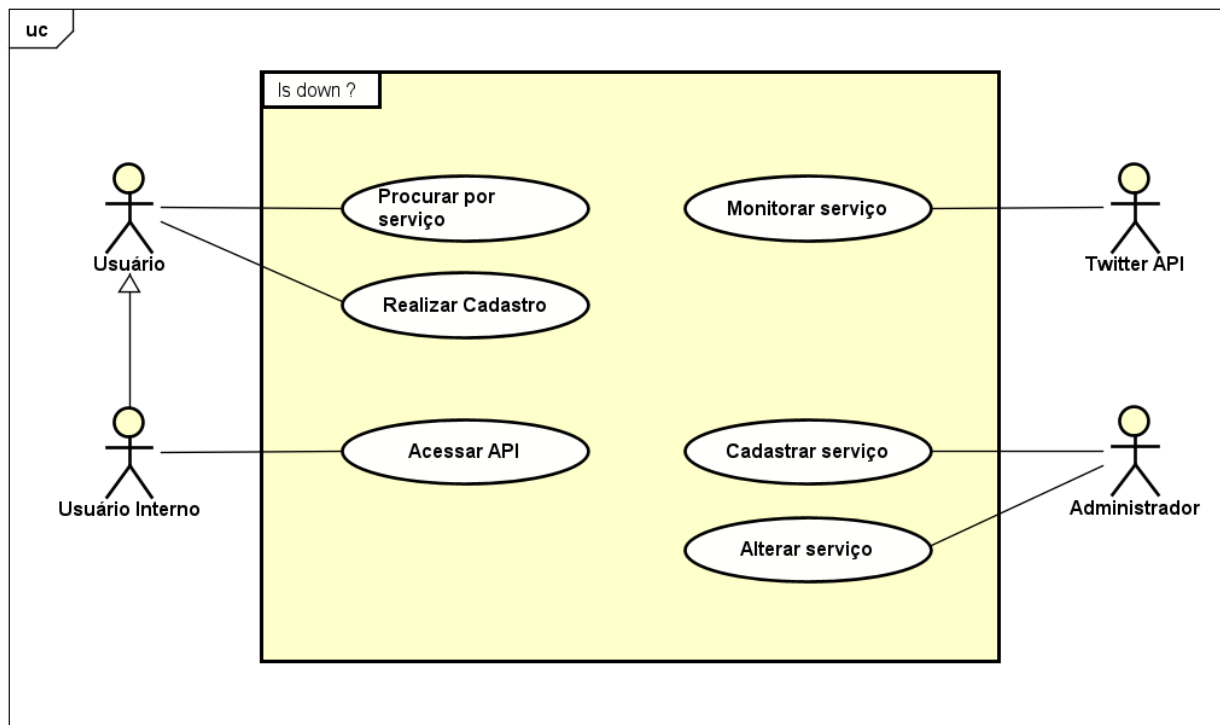 uc
Is down ?
Procurar por
serviço
Monitorar serviço
Usuário
Twitter API
Realizar Cadastro
Acessar API
Cadastrar serviço
Usuário Interno
Administrador
Alterar serviço